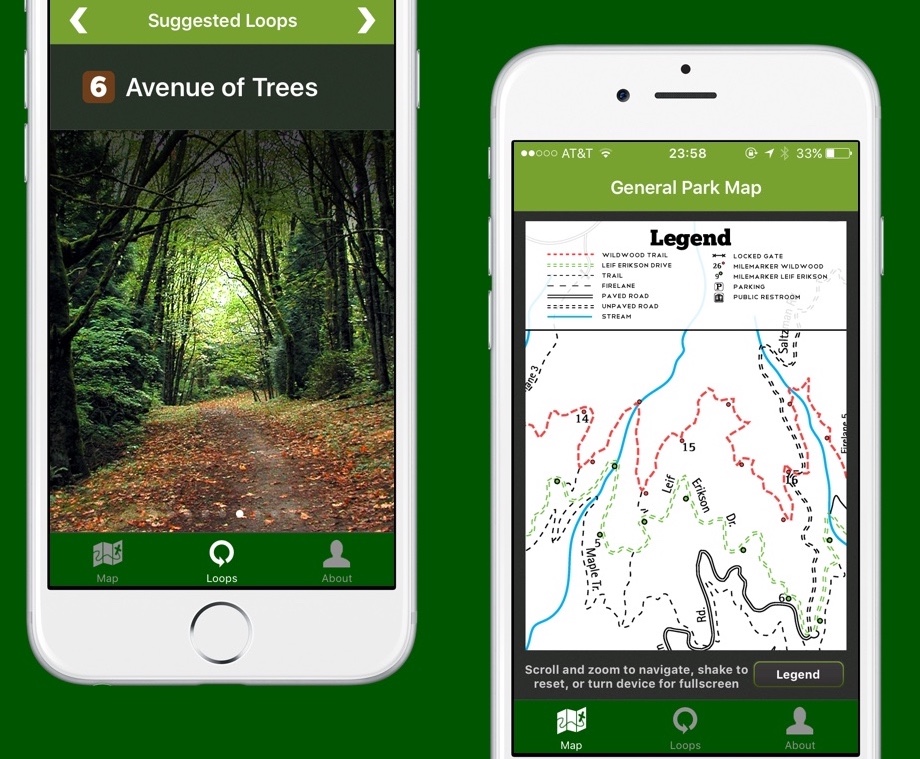 Suggested Loops
6 Avenue of Trees
Map
Loops
About
AT&T
23:58
33%
General Park Map
Legend
WILDWOOD TRAIL
LEIF ERIKSON DRIVE
TRAIL
FIRELANE
PAVED ROAD
UNPAVED ROAD
STREAM
LOCKED GATE
26 MILEMARKER WILDWOOD
9 MILEMARKER LEIF ERIKSON
P PARKING
PUBLIC RESTROOM
Saltzman
14
15
16
Firelane 5
Leif
Erikson
Dr.
5
Maple Tr.
6
Rd.
Scroll and zoom to navigate, shake to
reset, or turn device for fullscreen
Legend
Map
Loops
About